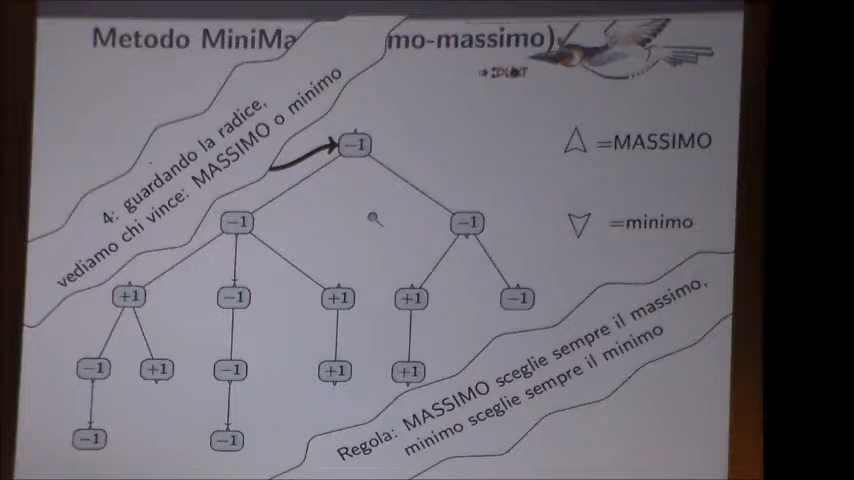 Metodo MiniMa mo-massimo)
4: guardando la radice,
vediamo chi vince: MASSIMO o minimo
=MASSIMO
=minimo
−1
−1 −1
+1 −1 +1 +1 −1
−1 +1 −1 +1 +1
−1 −1
Regola: MASSIMO sceglie sempre il massimo,
minimo sceglie sempre il minimo